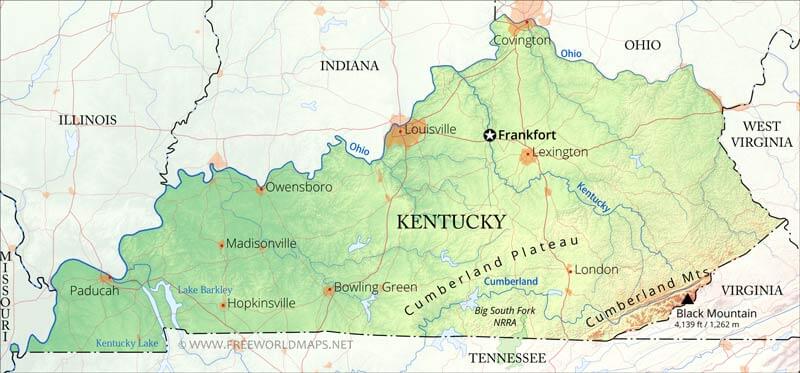 Covington
Ohio
OHIO
INDIANA
ILLINOIS
Louisville
Frankfort
WEST
VIRGINIA
Ohio
Lexington
Owensboro
Kentucky
KENTUCKY
Madisonville
Cumberland Plateau
MISSOURI
London
Paducah
Lake Barkley
Bowling Green
Cumberland
Cumberland Mts.
VIRGINIA
Hopkinsville
Big South Fork
NRRA
Black Mountain
4,139 ft / 1,262 m
Kentucky Lake
© WWW.FREEWORLDMAPS.NET
TENNESSEE